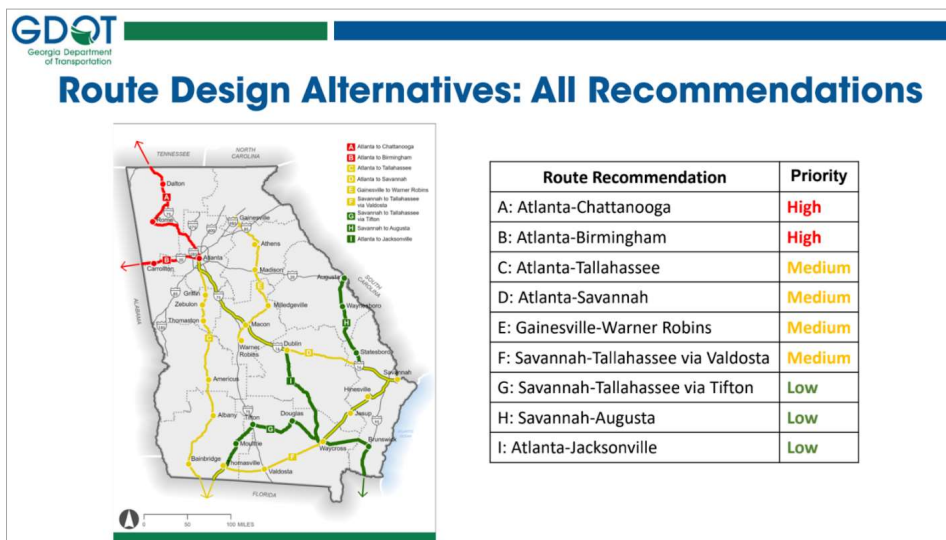 GDOT
Georgia Department
of Transportation
Route Design Alternatives: All Recommendations
TENNESSEE
NORTH
CAROLINA
A Atlanta to Chattanooga
B Atlanta to Birmingham
C Atlanta to Tallahassee
D Atlanta to Savannah
E Gainesville to Warner Robins
F Savannah to Tallahassee
via Valdosta
G Savannah to Tallahassee
via Tifton
H Savannah to Augusta
I Atlanta to Jacksonville
Dalton
A
Rome
Gainesville
Athens
Atlanta
B
Carrollton
Madison
Augusta
SOUTH
CAROLINA
ALABAMA
Griffin
E
Zebulon
Milledgeville
Waynesboro
Thomaston
Macon
H
C
Warner
Robins
Dublin
Statesboro
D
Savannah
Americus
I
Hinesville
Albany
Tifton
Douglas
Jesup
G
Moultrie
Brunswick
Waycross
Bainbridge
Thomasville
F
Valdosta
FLORIDA
0 50 100 MILES
Route Recommendation Priority
A: Atlanta-Chattanooga High
B: Atlanta-Birmingham High
C: Atlanta-Tallahassee Medium
D: Atlanta-Savannah Medium
E: Gainesville-Warner Robins Medium
F: Savannah-Tallahassee via Valdosta Medium
G: Savannah-Tallahassee via Tifton Low
H: Savannah-Augusta Low
I: Atlanta-Jacksonville Low